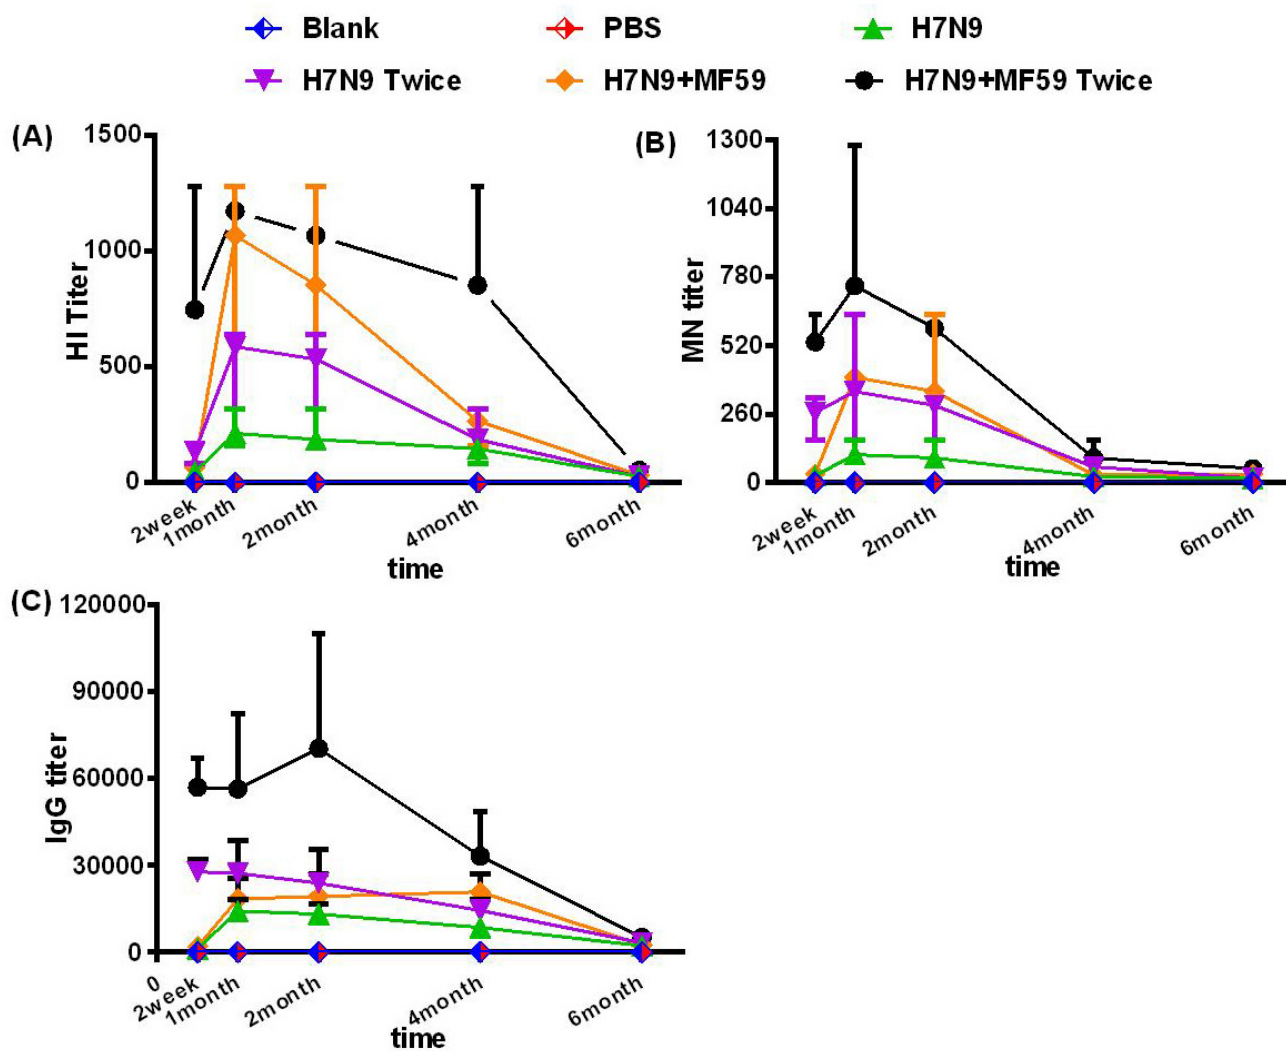 Blank PBS H7N9
H7N9 Twice H7N9+MF59 H7N9+MF59 Twice
(A)
HI Titer
1500
1000
500
0
2week
1month
2month
4month
6month
time
(B)
MN titer
1300
1040
780
520
260
0
2week
1month
2month
4month
6month
time
(C)
IgG titer
120000
90000
60000
30000
0
0
2week
1month
2month
4month
6month
time